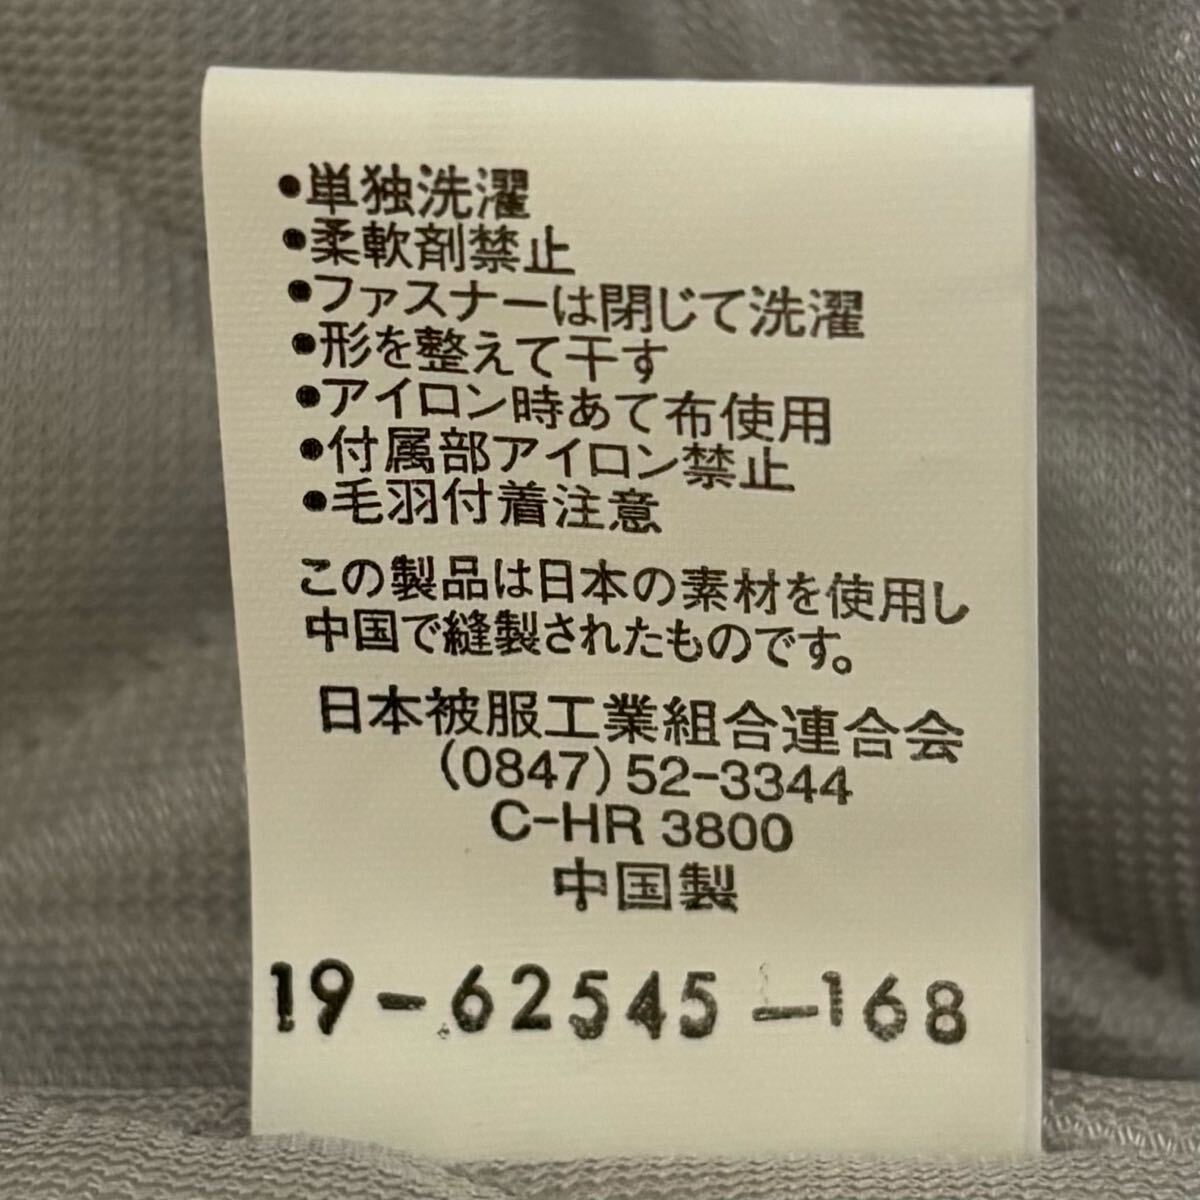 ●単独洗濯
●柔軟剤禁止
●ファスナーは閉じて洗濯
●形を整えて干す
●アイロン時あて布使用
●付属部アイロン禁止
●毛羽付着注意
この製品は日本の素材を使用し
中国で縫製されたものです。
日本被服工業組合連合会
(0847)52-3344
C-HR 3800
中国製
19-62545-168